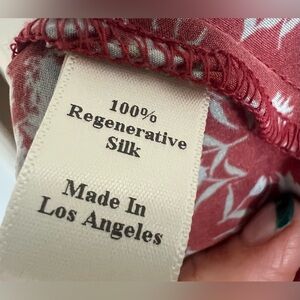 100%
Regenerative
Silk
Made In
Los Angeles